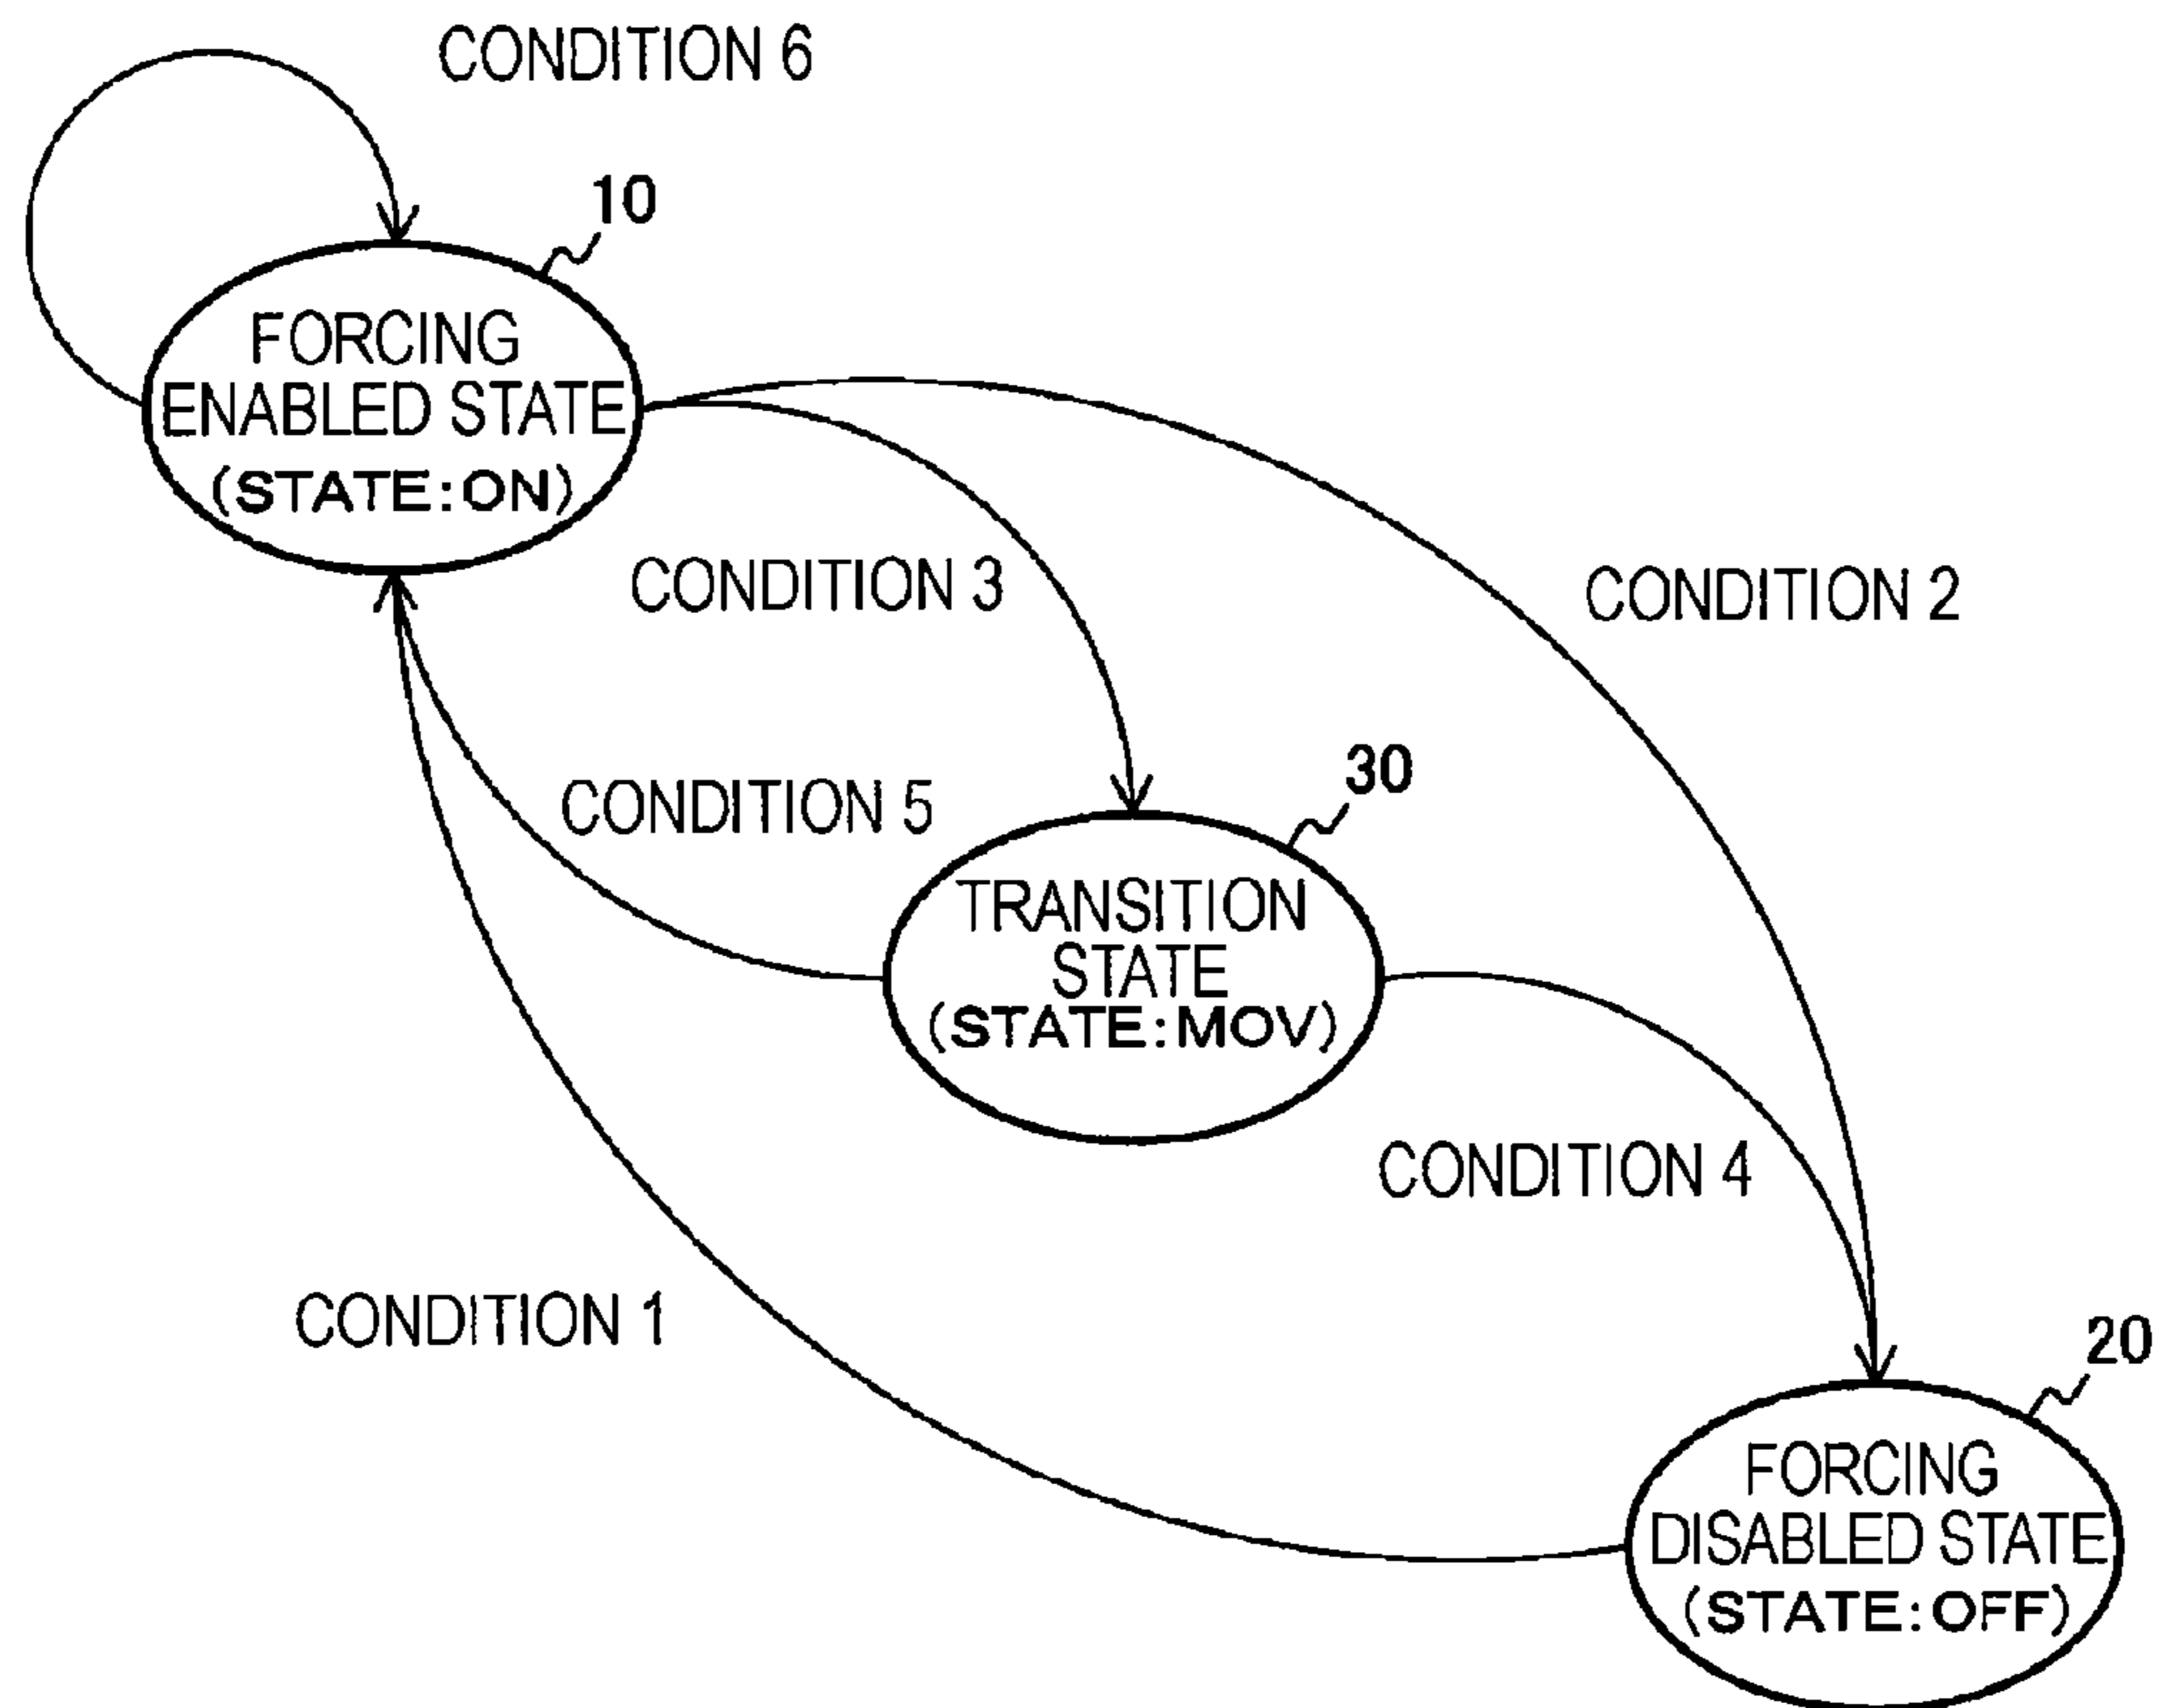 CONDITION 6
10
FORCING
ENABLED STATE
(STATE:ON)
CONDITION 3
CONDITION 2
30
CONDITION 5
TRANSITION
STATE
(STATE:MOV)
CONDITION 4
CONDITION 1
20
FORCING
DISABLED STATE
(STATE:OFF)